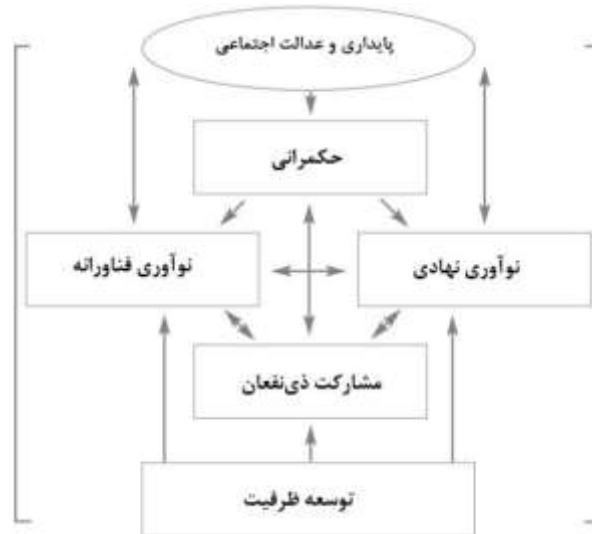 پایداری و عدالت اجتماعی
حکمرانی
نوآوری نهادی
نوآوری فناورانه
مشارکت ذی‌نفعان
توسعه ظرفیت